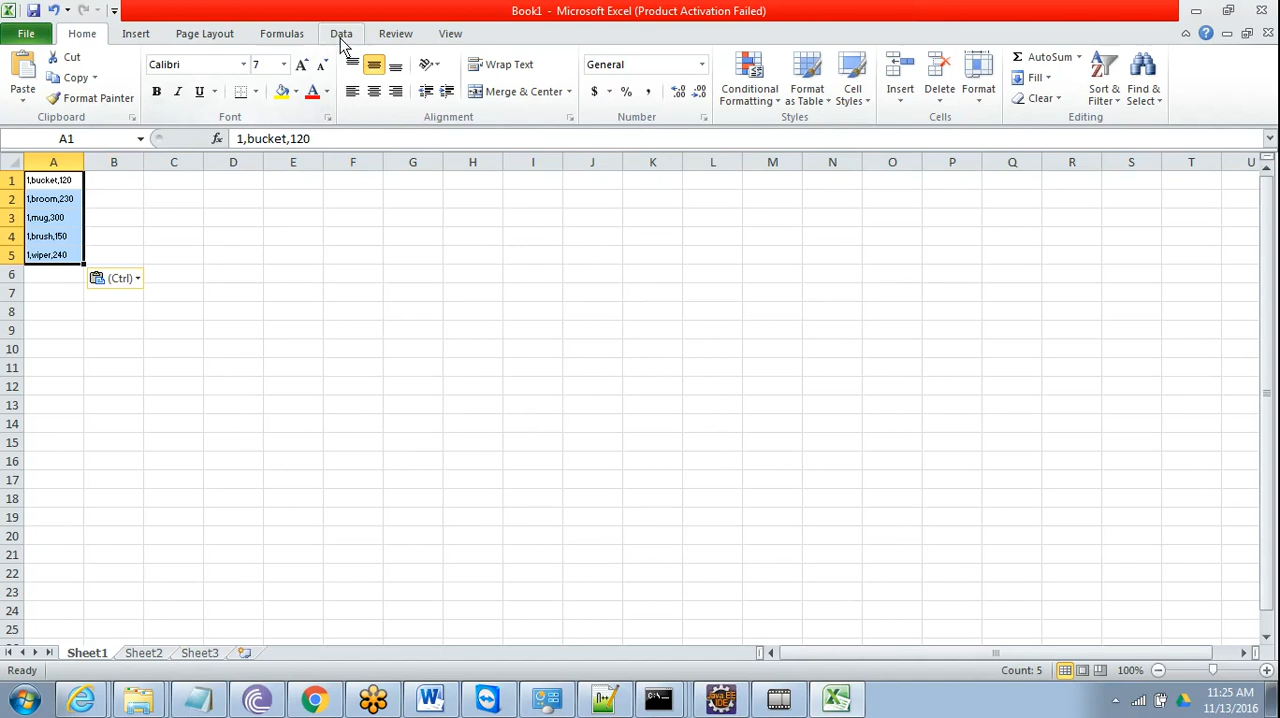 Book1 - Microsoft Excel (Product Activation Failed)
File Home Insert Page Layout Formulas Data Review View
Paste
Cut
Copy
Format Painter
Clipboard
Calibri 7
A A
B I U A
Font
Wrap Text
Merge & Center
Alignment
General
$ % ,
Number
Conditional Formatting
Format as Table
Cell Styles
Styles
Insert
Delete
Format
Cells
Σ AutoSum
Fill
Clear
Sort & Filter
Find & Select
Editing
A1 fx 1,bucket,120
A B C D E F G H I J K L M N O P Q R S T U
1 1,bucket,120
2 1,broom,230
3 1,mug,300
4 1,brush,150
5 1,wiper,240
6 (Ctrl)
7
8
9
10
11
12
13
14
15
16
17
18
19
20
21
22
23
24
25
Sheet1 Sheet2 Sheet3
Ready Count: 5 100%
11:25 AM
11/13/2016
Java EE
IDE